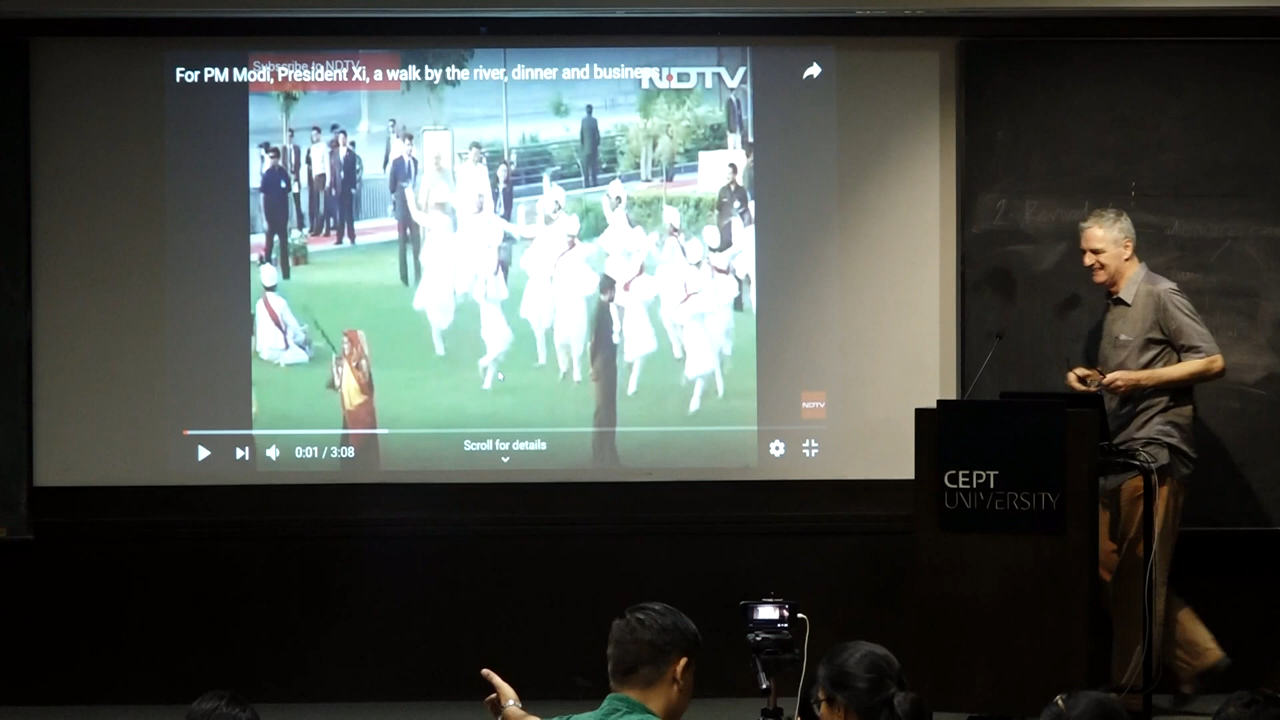 Subscribe to NDTV
For PM Modi, President Xi, a walk by the river, dinner and business
NDTV
NDTV
0:01 / 3:08
Scroll for details
CEPT
UNIVERSITY